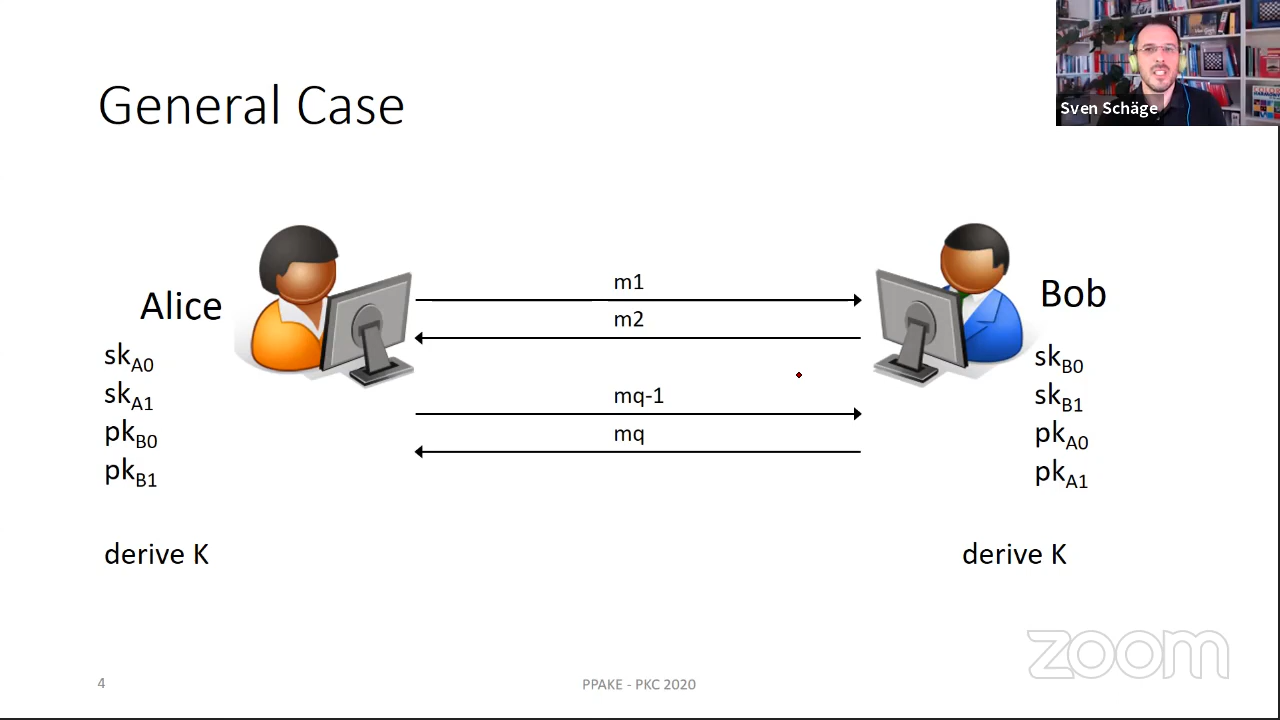 General Case
Sven Schäge
Alice
Bob
m1
m2
mq-1
mq
skA0
skA1
pkB0
pkB1
skB0
skB1
pkA0
pkA1
derive K
derive K
zoom
4
PPAKE - PKC 2020